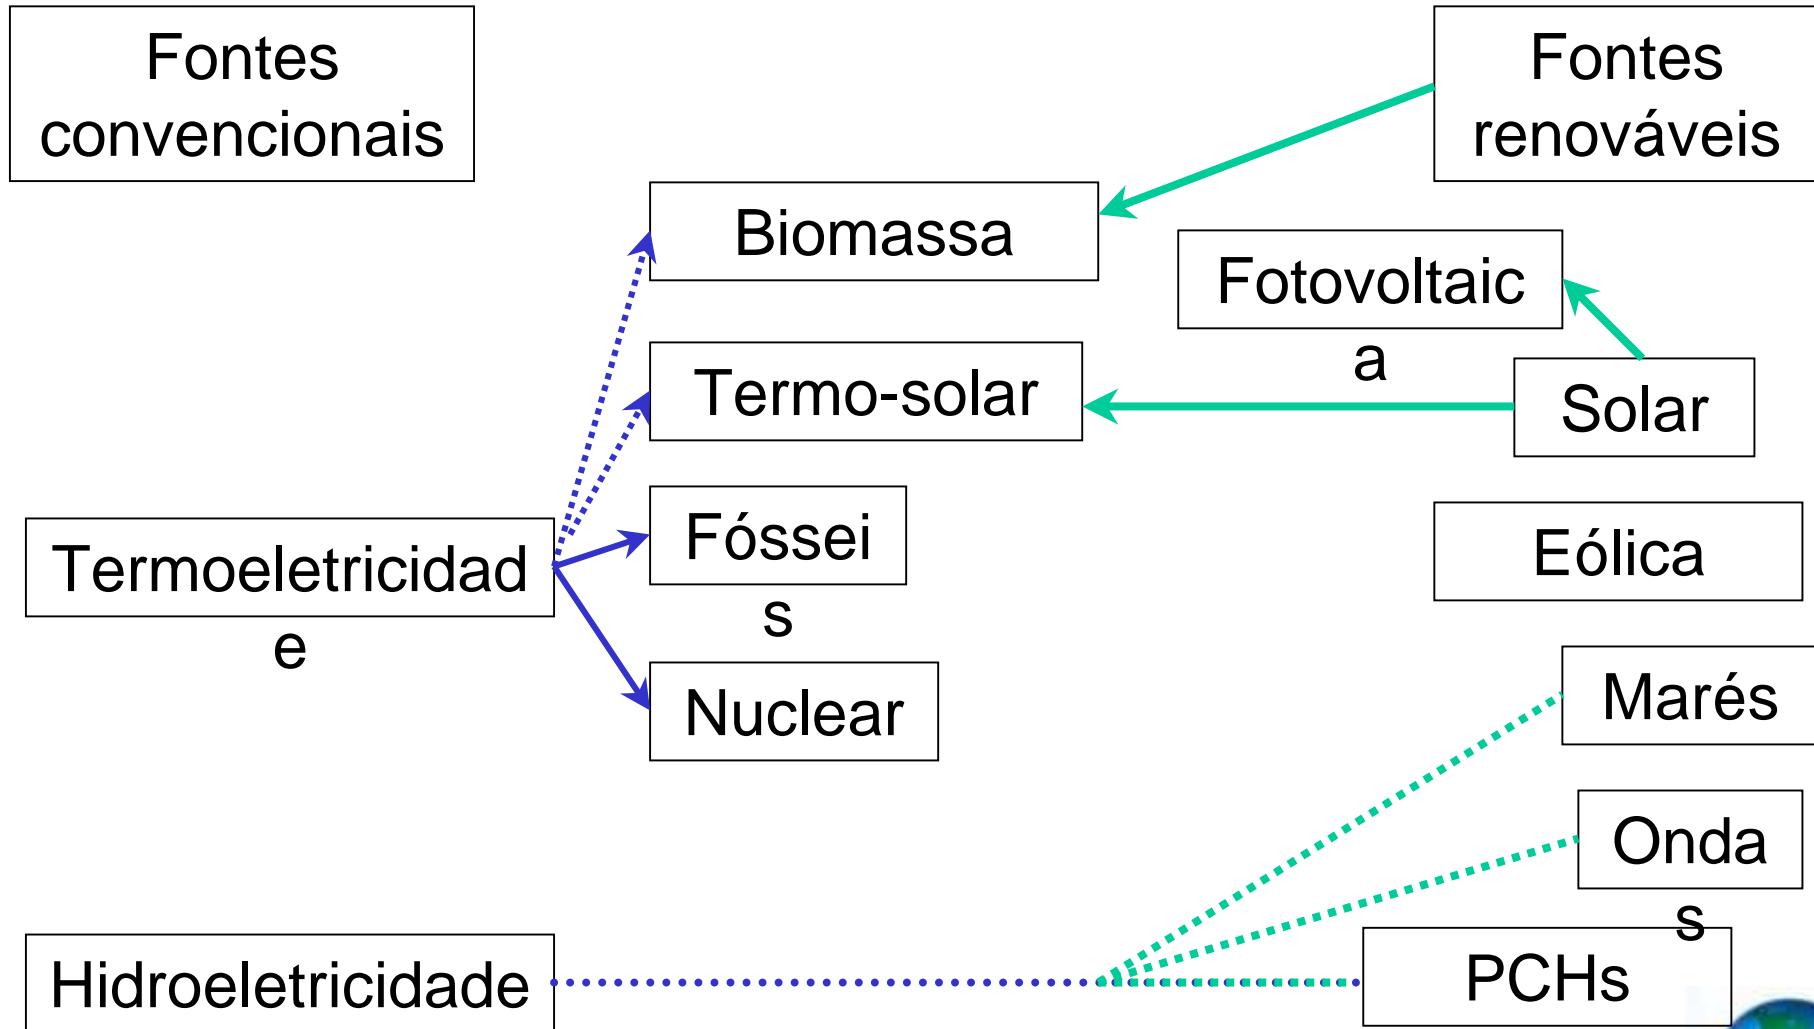 Fontes
convencionais
Fontes
renováveis
Biomassa
Fotovoltaic
a
Termo-solar
Solar
Fóssei
s
Termoeletricidad
e
Eólica
Nuclear
Marés
Onda
s
Hidroeletricidade
PCHs